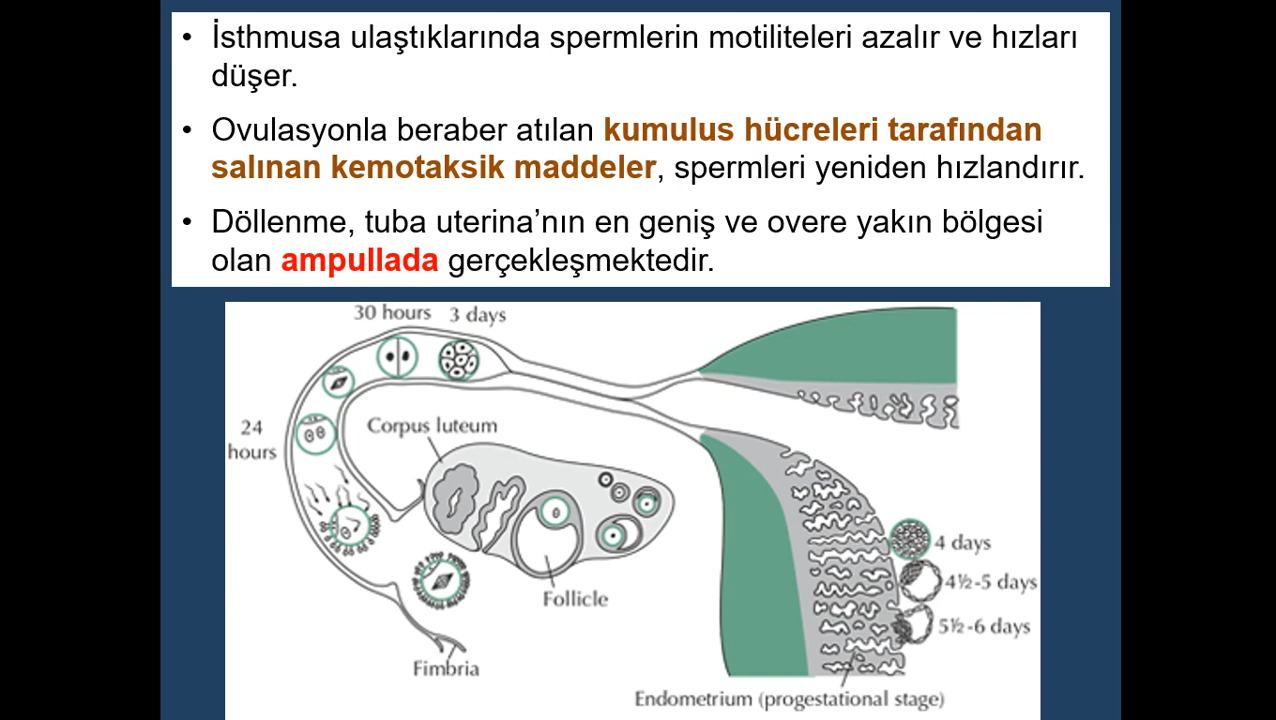 • İsthmusa ulaştıklarında spermlerin motiliteleri azalır ve hızları
düşer.
• Ovulasyonla beraber atılan kumulus hücreleri tarafından
salınan kemotaksik maddeler, spermleri yeniden hızlandırır.
• Döllenme, tuba uterina’nın en geniş ve overe yakın bölgesi
olan ampullada gerçekleşmektedir.
30 hours 3 days
24
hours
Corpus luteum
4 days
4½-5 days
Follicle
5½-6 days
Fimbria
Endometrium (progestational stage)